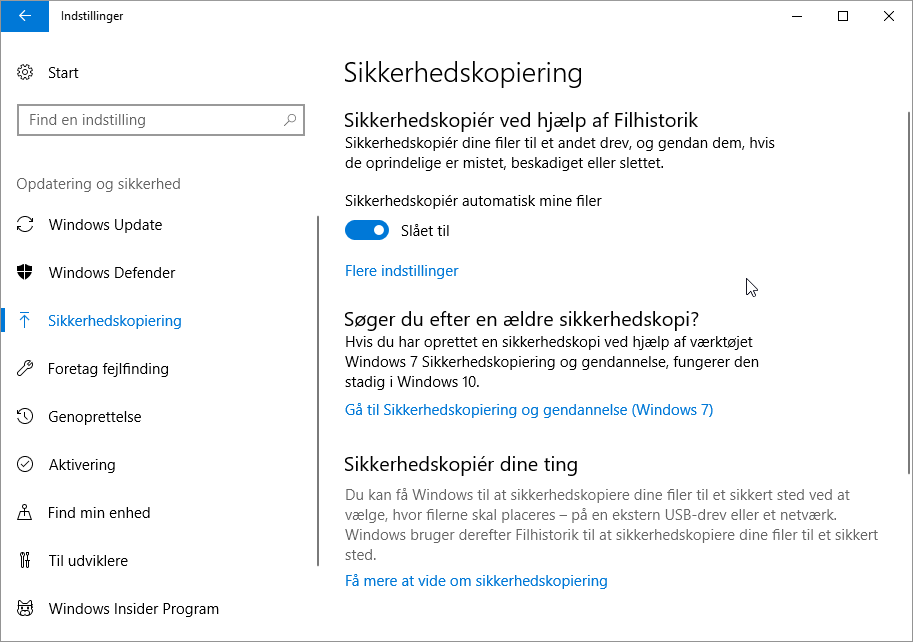 Indstillinger
Start
Find en indstilling
Opdatering og sikkerhed
Windows Update
Windows Defender
Sikkerhedskopiering
Foretag fejlfinding
Genoprettelse
Aktivering
Find min enhed
Til udviklere
Windows Insider Program
Sikkerhedskopiering
Sikkerhedskopiér ved hjælp af Filhistorik
Sikkerhedskopiér dine filer til et andet drev, og gendan dem, hvis
de oprindelige er mistet, beskadiget eller slettet.
Sikkerhedskopiér automatisk mine filer
Slået til
Flere indstillinger
Søger du efter en ældre sikkerhedskopi?
Hvis du har oprettet en sikkerhedskopi ved hjælp af værktøjet
Windows 7 Sikkerhedskopiering og gendannelse, fungerer den
stadig i Windows 10.
Gå til Sikkerhedskopiering og gendannelse (Windows 7)
Sikkerhedskopiér dine ting
Du kan få Windows til at sikkerhedskopiere dine filer til et sikkert sted ved at
vælge, hvor filerne skal placeres – på en ekstern USB-drev eller et netværk.
Windows bruger derefter Filhistorik til at sikkerhedskopiere dine filer til et sikkert
sted.
Få mere at vide om sikkerhedskopiering